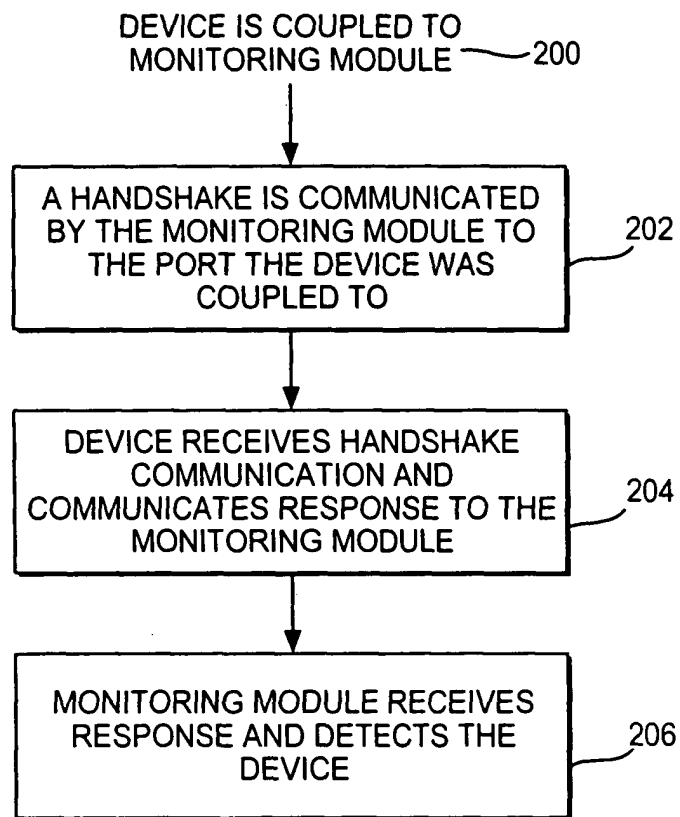 DEVICE IS COUPLED TO
MONITORING MODULE 200
A HANDSHAKE IS COMMUNICATED
BY THE MONITORING MODULE TO
THE PORT THE DEVICE WAS
COUPLED TO
202
DEVICE RECEIVES HANDSHAKE
COMMUNICATION AND
COMMUNICATES RESPONSE TO THE
MONITORING MODULE
204
MONITORING MODULE RECEIVES
RESPONSE AND DETECTS THE
DEVICE
206